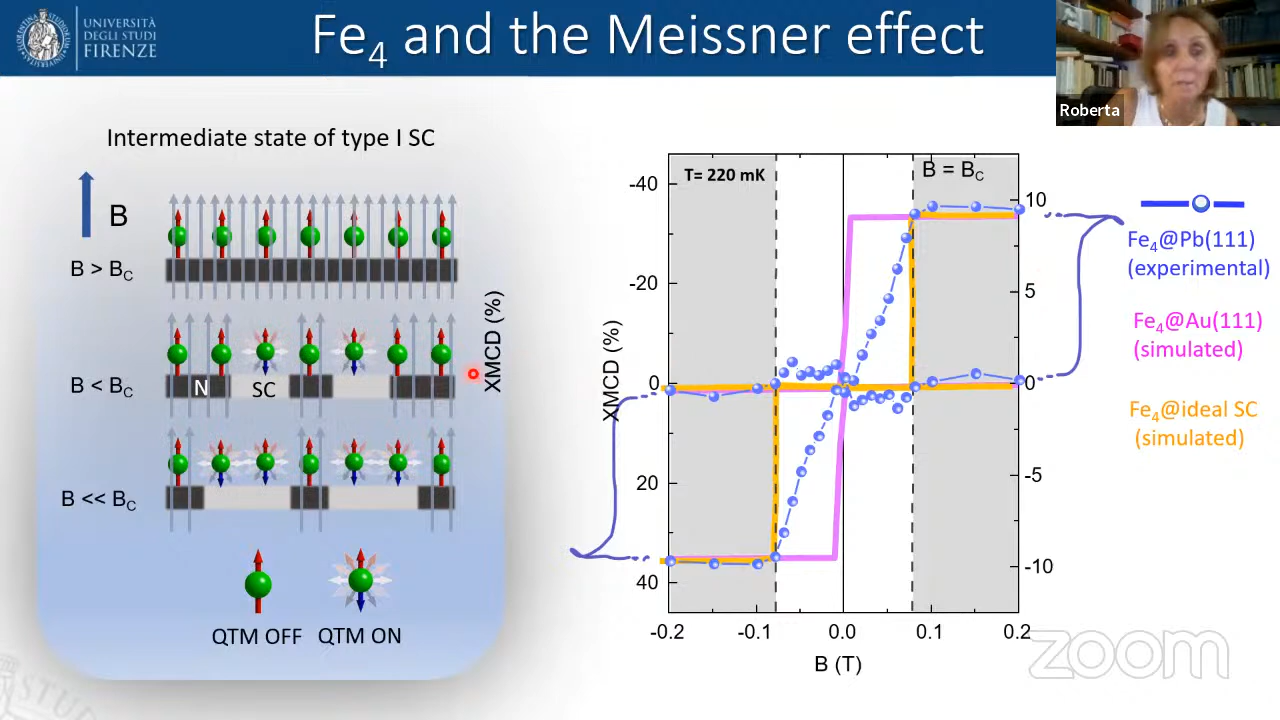 UNIVERSITÀ
DEGLI STUDI
FIRENZE
Fe4 and the Meissner effect
Roberta
Intermediate state of type I SC
B
B > BC
B < BC
N
SC
B << BC
QTM OFF
QTM ON
XMCD (%)
XMCD (%)
T= 220 mK
B = BC
-40
-20
0
20
40
10
5
0
-5
-10
-0.2
-0.1
0.0
0.1
0.2
B (T)
Fe4@Pb(111)
(experimental)
Fe4@Au(111)
(simulated)
Fe4@ideal SC
(simulated)
zoom